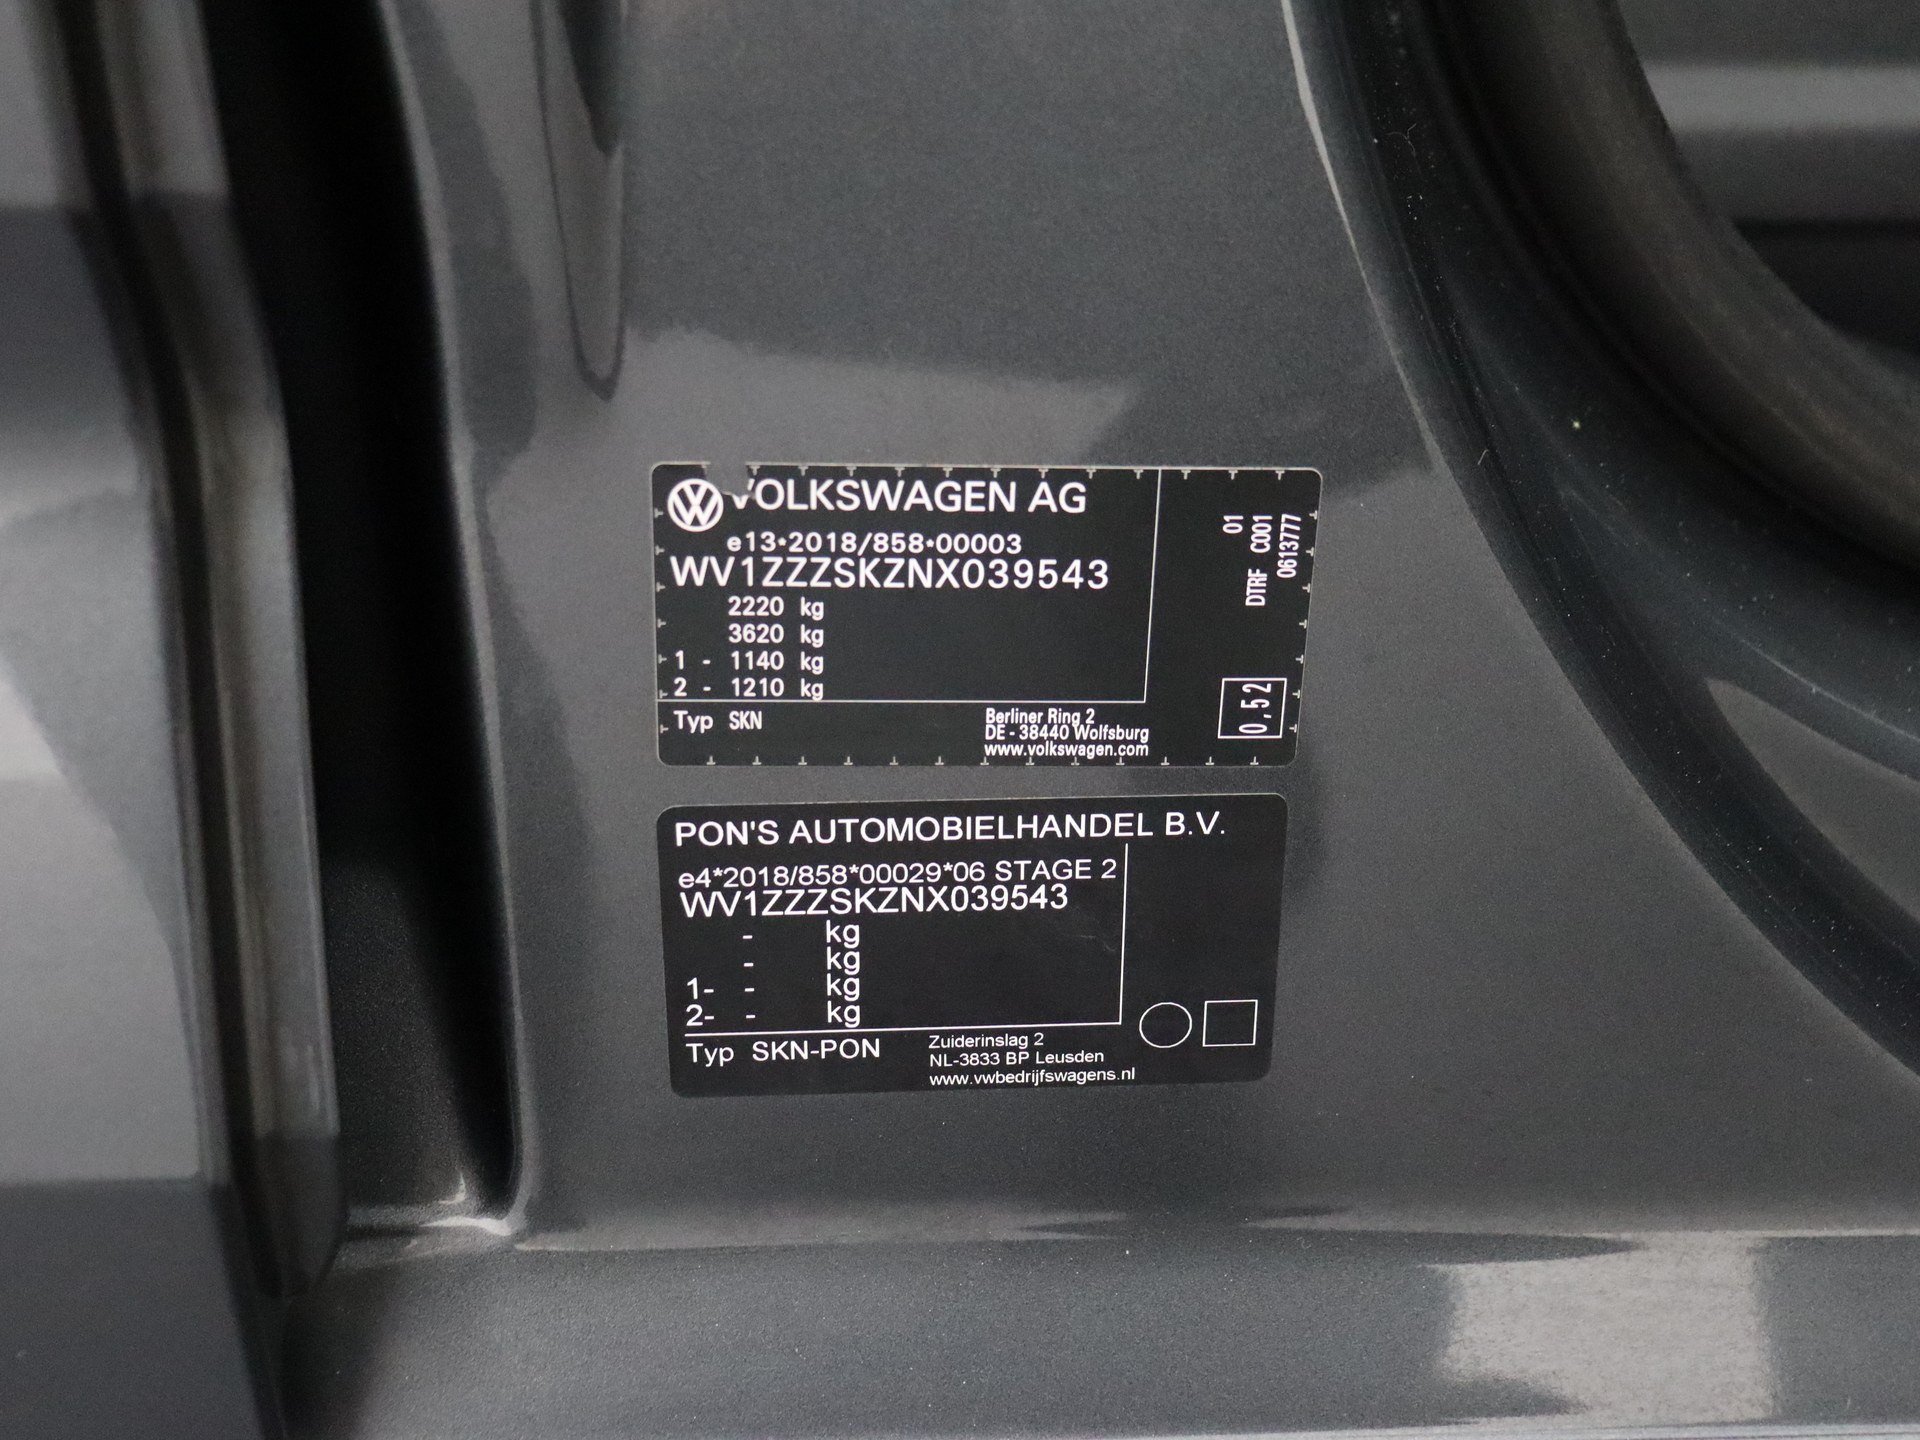 VOLKSWAGEN AG
e13*2018/858*00003
WV1ZZZSKZNX039543
2220 kg
3620 kg
1 - 1140 kg
2 - 1210 kg
Typ SKN
Berliner Ring 2
DE - 38440 Wolfsburg
www.volkswagen.com
01
DTRF C001
0613777
0,52
PON'S AUTOMOBIELHANDEL B.V.
e4*2018/858*00029*06 STAGE 2
WV1ZZZSKZNX039543
- kg
- kg
1- - kg
2- - kg
Typ SKN-PON
Zuiderinslag 2
NL-3833 BP Leusden
www.vwbedrijfswagens.nl